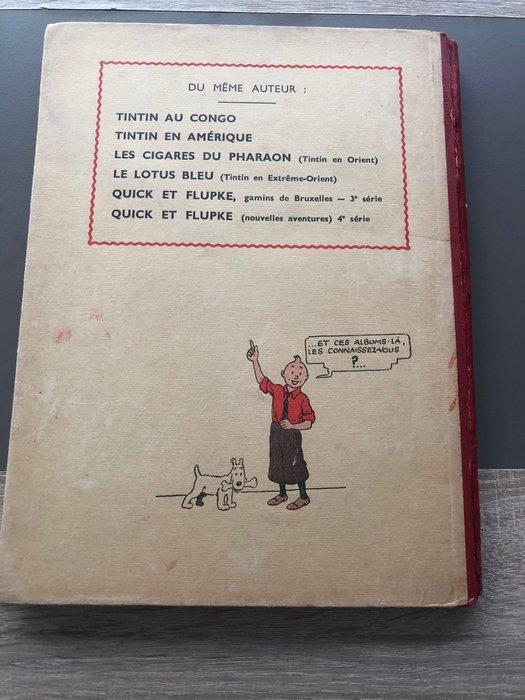 DU MÊME AUTEUR :
TINTIN AU CONGO
TINTIN EN AMÉRIQUE
LES CIGARES DU PHARAON (Tintin en Orient)
LE LOTUS BLEU (Tintin en Extrême-Orient)
QUICK ET FLUPKE, gamins de Bruxelles — 3e série
QUICK ET FLUPKE (nouvelles aventures) 4e série
...ET CES ALBUMS-LÀ,
LES CONNAISSEZ-VOUS
?...